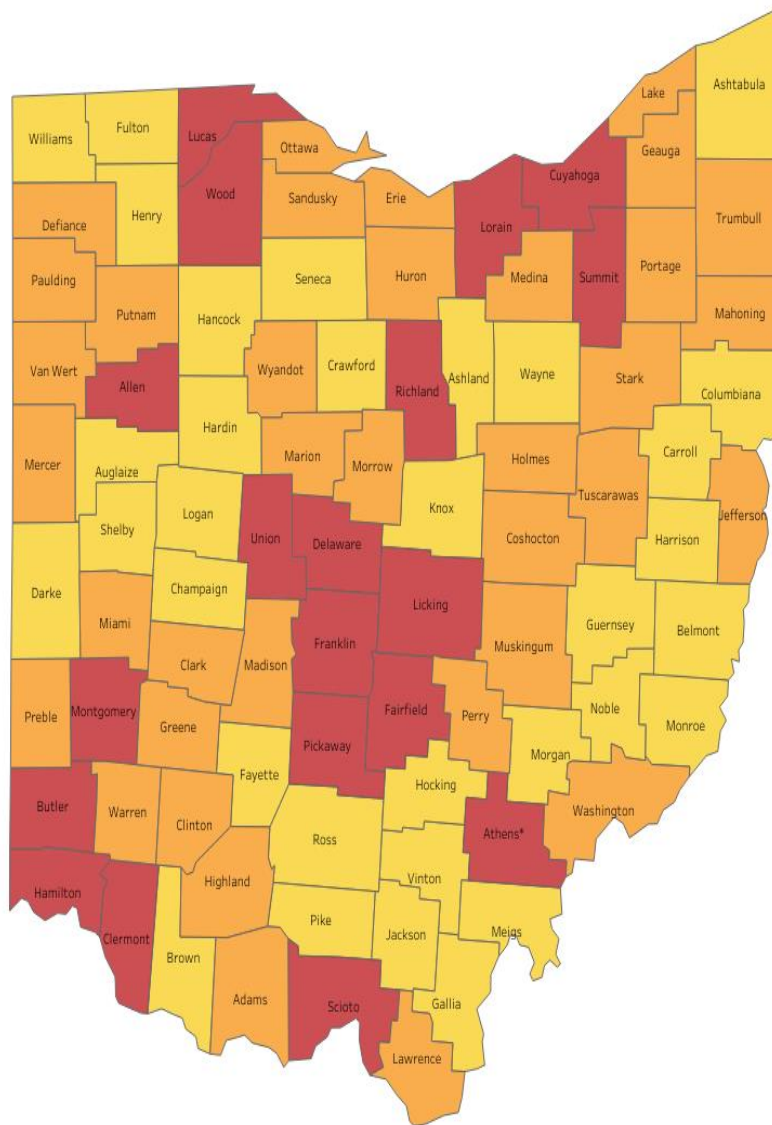 Ashtabula
Lake
Williams
Fulton
Lucas
Ottawa
Geauga
Cuyahoga
Wood
Henry
Sandusky
Erie
Lorain
Trumbull
Defiance
Paulding
Seneca
Huron
Medina
Summit
Portage
Putnam
Hancock
Mahoning
Van Wert
Allen
Wyandot
Crawford
Richland
Ashland
Wayne
Stark
Columbiana
Hardin
Mercer
Auglaize
Marion
Morrow
Holmes
Carroll
Tuscarawas
Jefferson
Shelby
Logan
Union
Delaware
Knox
Coshocton
Harrison
Darke
Champaign
Licking
Miami
Franklin
Muskingum
Guernsey
Belmont
Clark
Madison
Preble
Montgomery
Greene
Pickaway
Fairfield
Perry
Noble
Monroe
Morgan
Fayette
Hocking
Butler
Warren
Clinton
Washington
Ross
Athens*
Hamilton
Highland
Vinton
Clermont
Brown
Pike
Jackson
Meigs
Adams
Scioto
Gallia
Lawrence